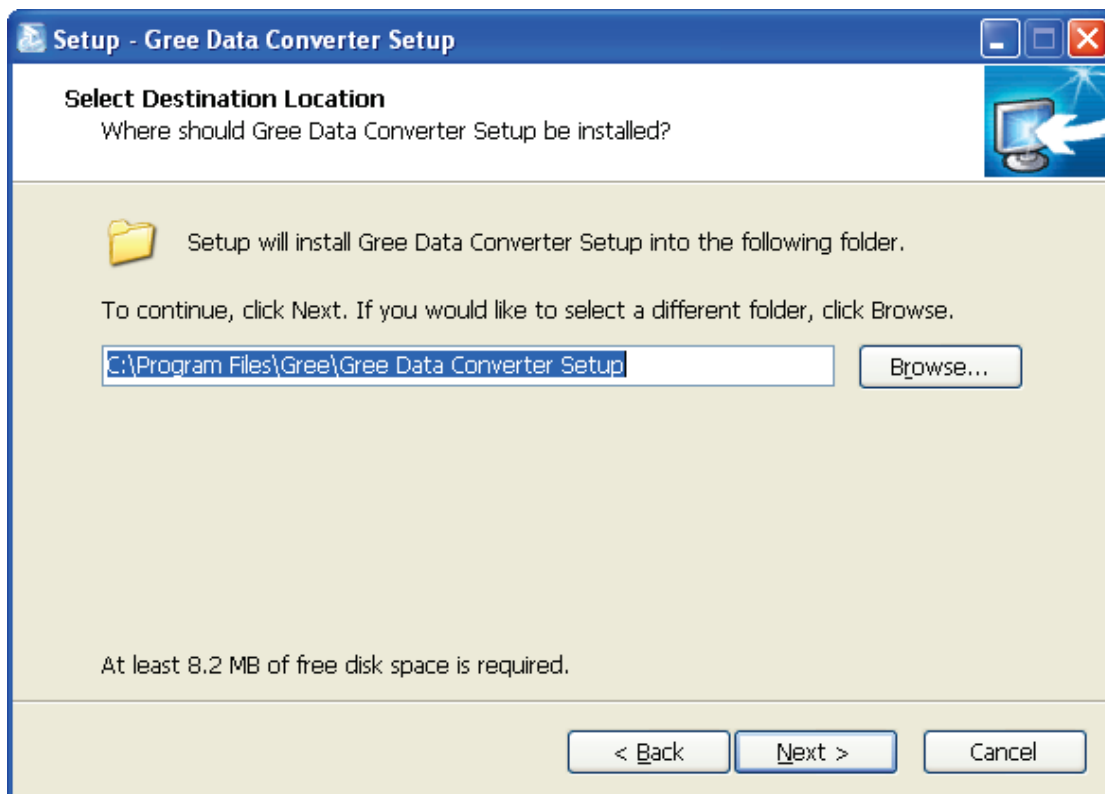 Setup - Gree Data Converter Setup
Select Destination Location
Where should Gree Data Converter Setup be installed?
Setup will install Gree Data Converter Setup into the following folder.
To continue, click Next. If you would like to select a different folder, click Browse.
C:\Program Files\Gree\Gree Data Converter Setup
Browse...
At least 8.2 MB of free disk space is required.
< Back
Next >
Cancel